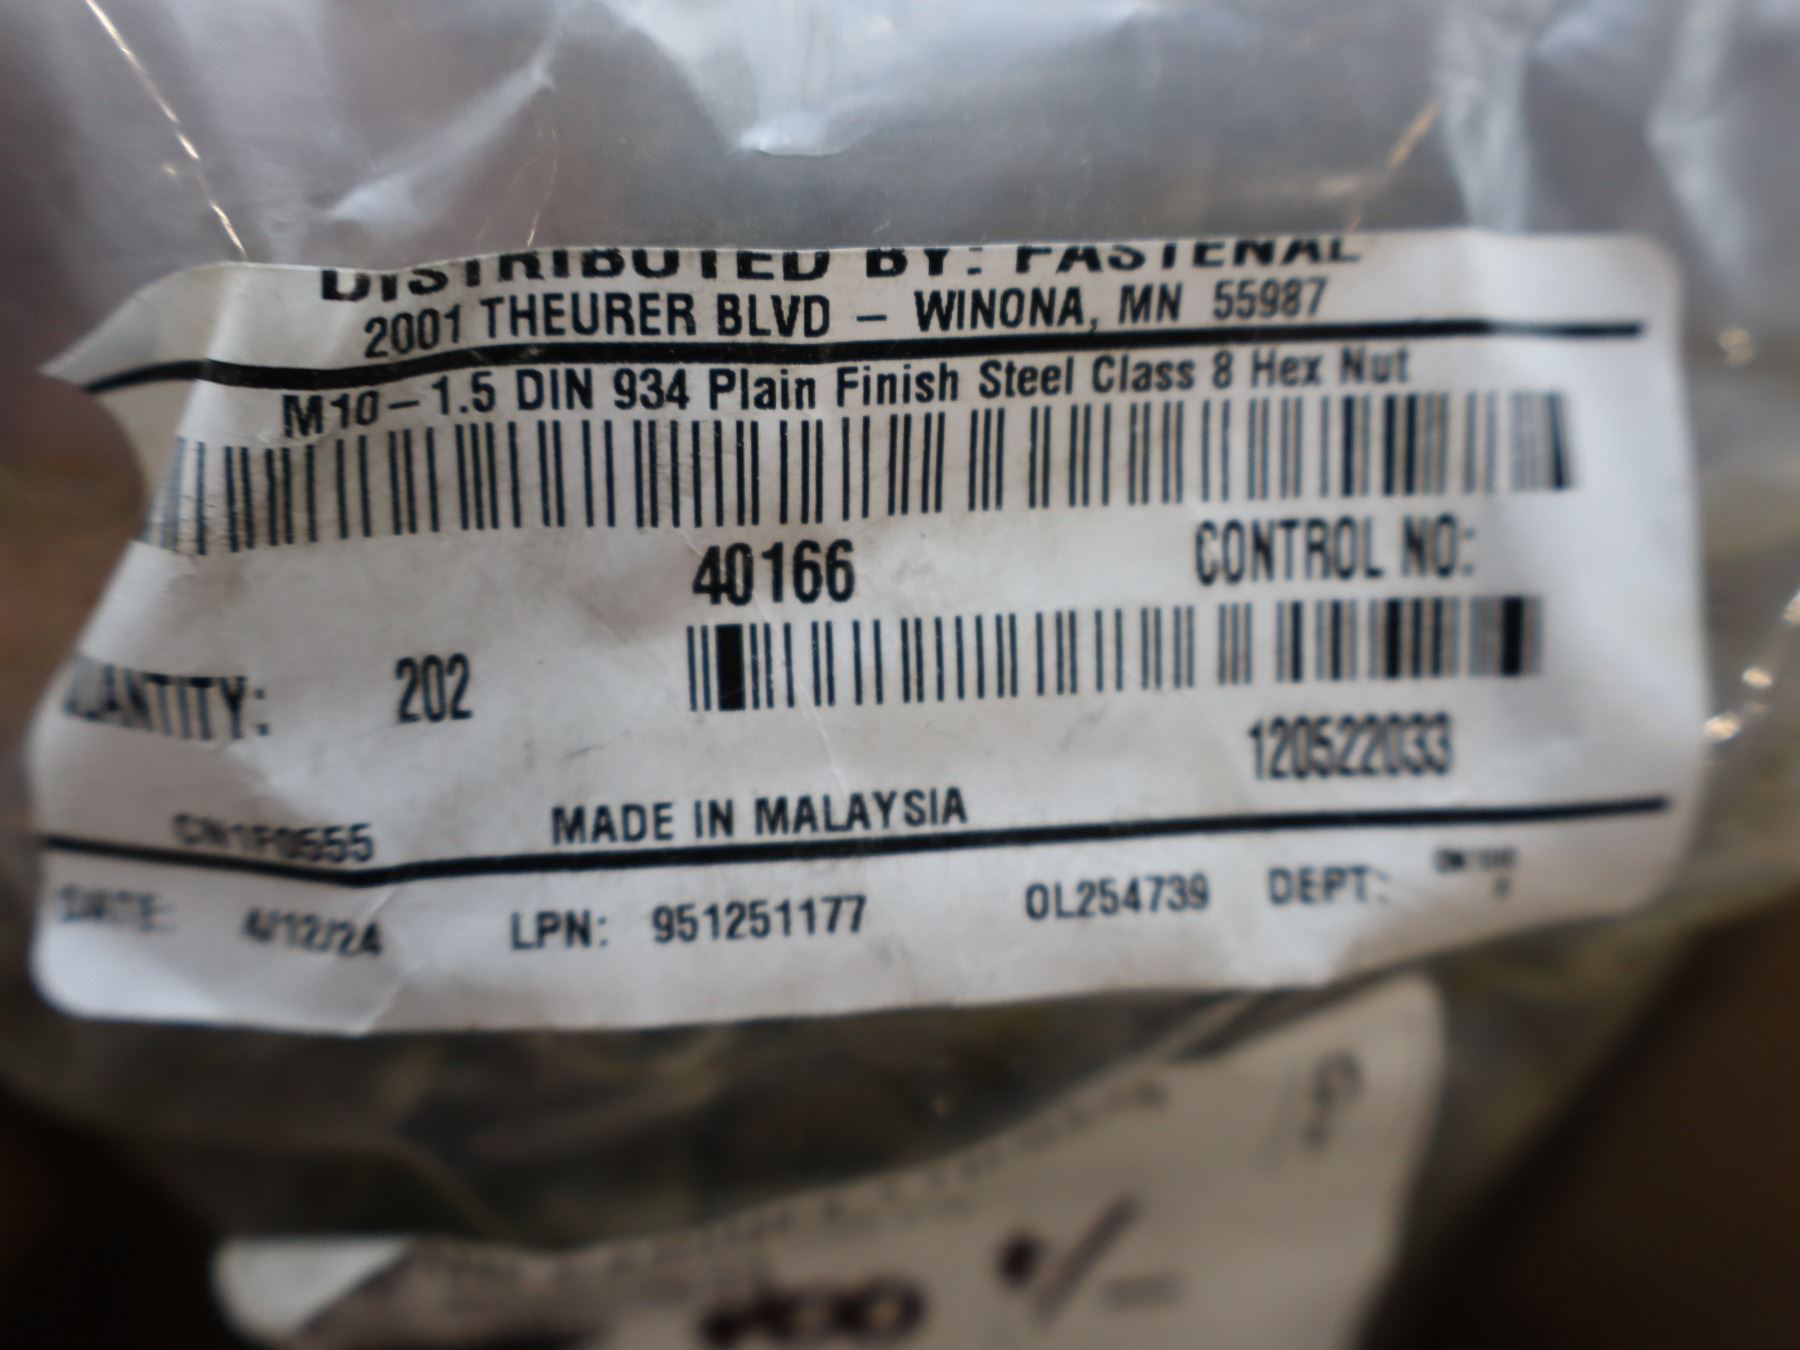 DISTRIBUTED BY: FASTENAL
2001 THEURER BLVD – WINONA, MN 55987
M10–1.5 DIN 934 Plain Finish Steel Class 8 Hex Nut
40166
CONTROL NO:
QUANTITY: 202
120522033
CN1F0555 MADE IN MALAYSIA
DATE: 4/12/24 LPN: 951251177 OL254739 DEPT: